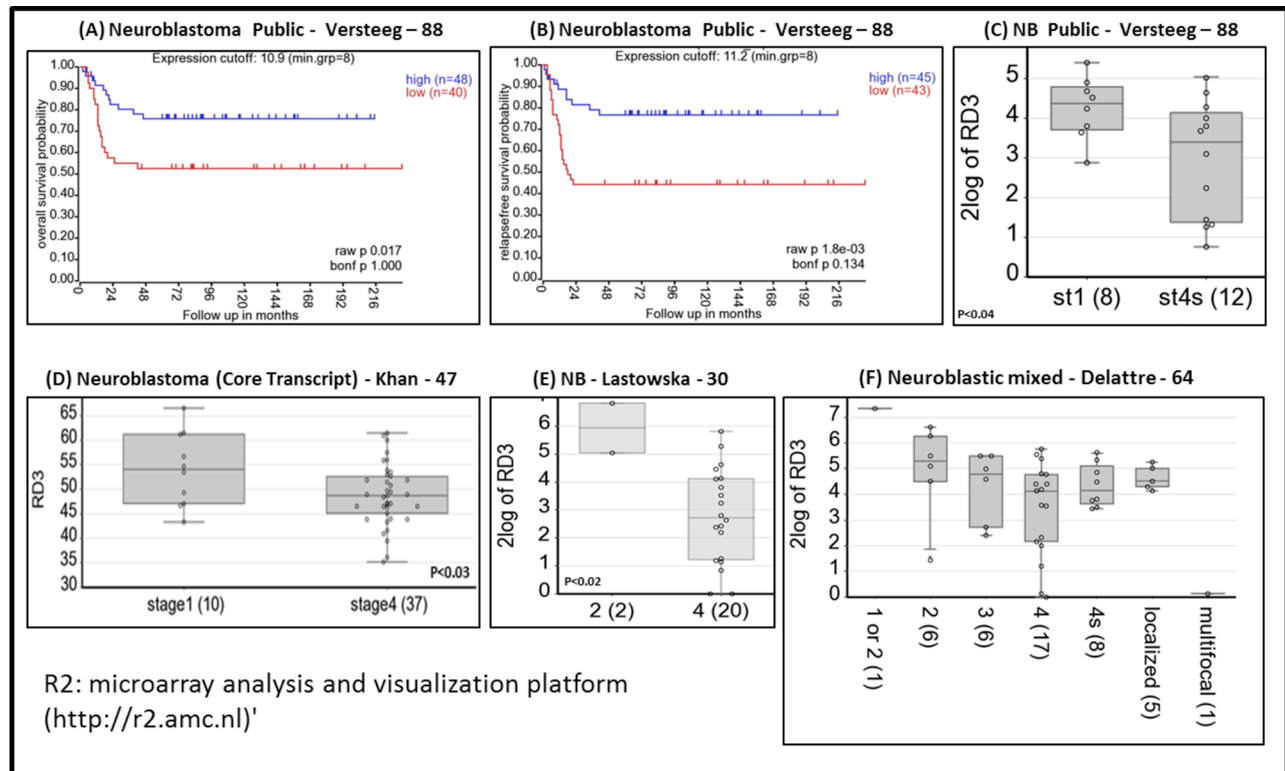 (A) Neuroblastoma Public - Versteeg – 88
Expression cutoff: 10.9 (min.grp=8)
high (n=48)
low (n=40)
overall survival probability
1.00
0.90
0.80
0.70
0.60
0.50
0.40
0.30
0.20
0.10
0.00
raw p 0.017
bonf p 1.000
0 24 48 72 96 120 144 168 192 216
Follow up in months
(B) Neuroblastoma Public - Versteeg – 88
Expression cutoff: 11.2 (min.grp=8)
high (n=45)
low (n=43)
relapsefree survival probability
1.00
0.90
0.80
0.70
0.60
0.50
0.40
0.30
0.20
0.10
0.00
raw p 1.8e-03
bonf p 0.134
0 24 48 72 96 120 144 168 192 216
Follow up in months
(C) NB Public - Versteeg – 88
2log of RD3
5
4
3
2
1
0
st1 (8) st4s (12)
P<0.04
(D) Neuroblastoma (Core Transcript) - Khan - 47
RD3
65
60
55
50
45
40
35
30
P<0.03
stage1 (10) stage4 (37)
(E) NB - Lastowska - 30
2log of RD3
6
5
4
3
2
1
0
P<0.02
2 (2) 4 (20)
(F) Neuroblastic mixed - Delattre - 64
2log of RD3
7
6
5
4
3
2
1
0
1 or 2 (1)
2 (6)
3 (6)
4 (17)
4s (8)
localized (5)
multifocal (1)
R2: microarray analysis and visualization platform
(http://r2.amc.nl)'